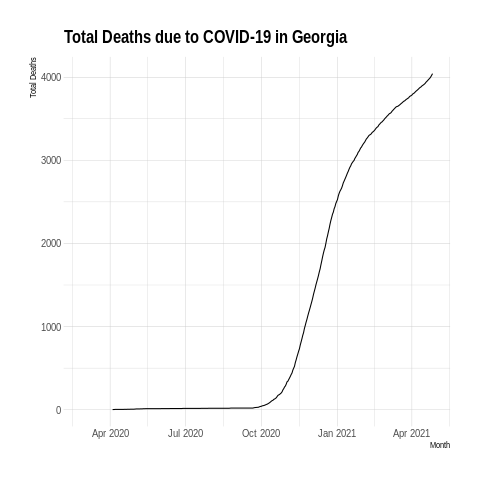 Total Deaths due to COVID-19 in Georgia
Total Deaths
4000
3000
2000
1000
0
Apr 2020 Jul 2020 Oct 2020 Jan 2021 Apr 2021
Month